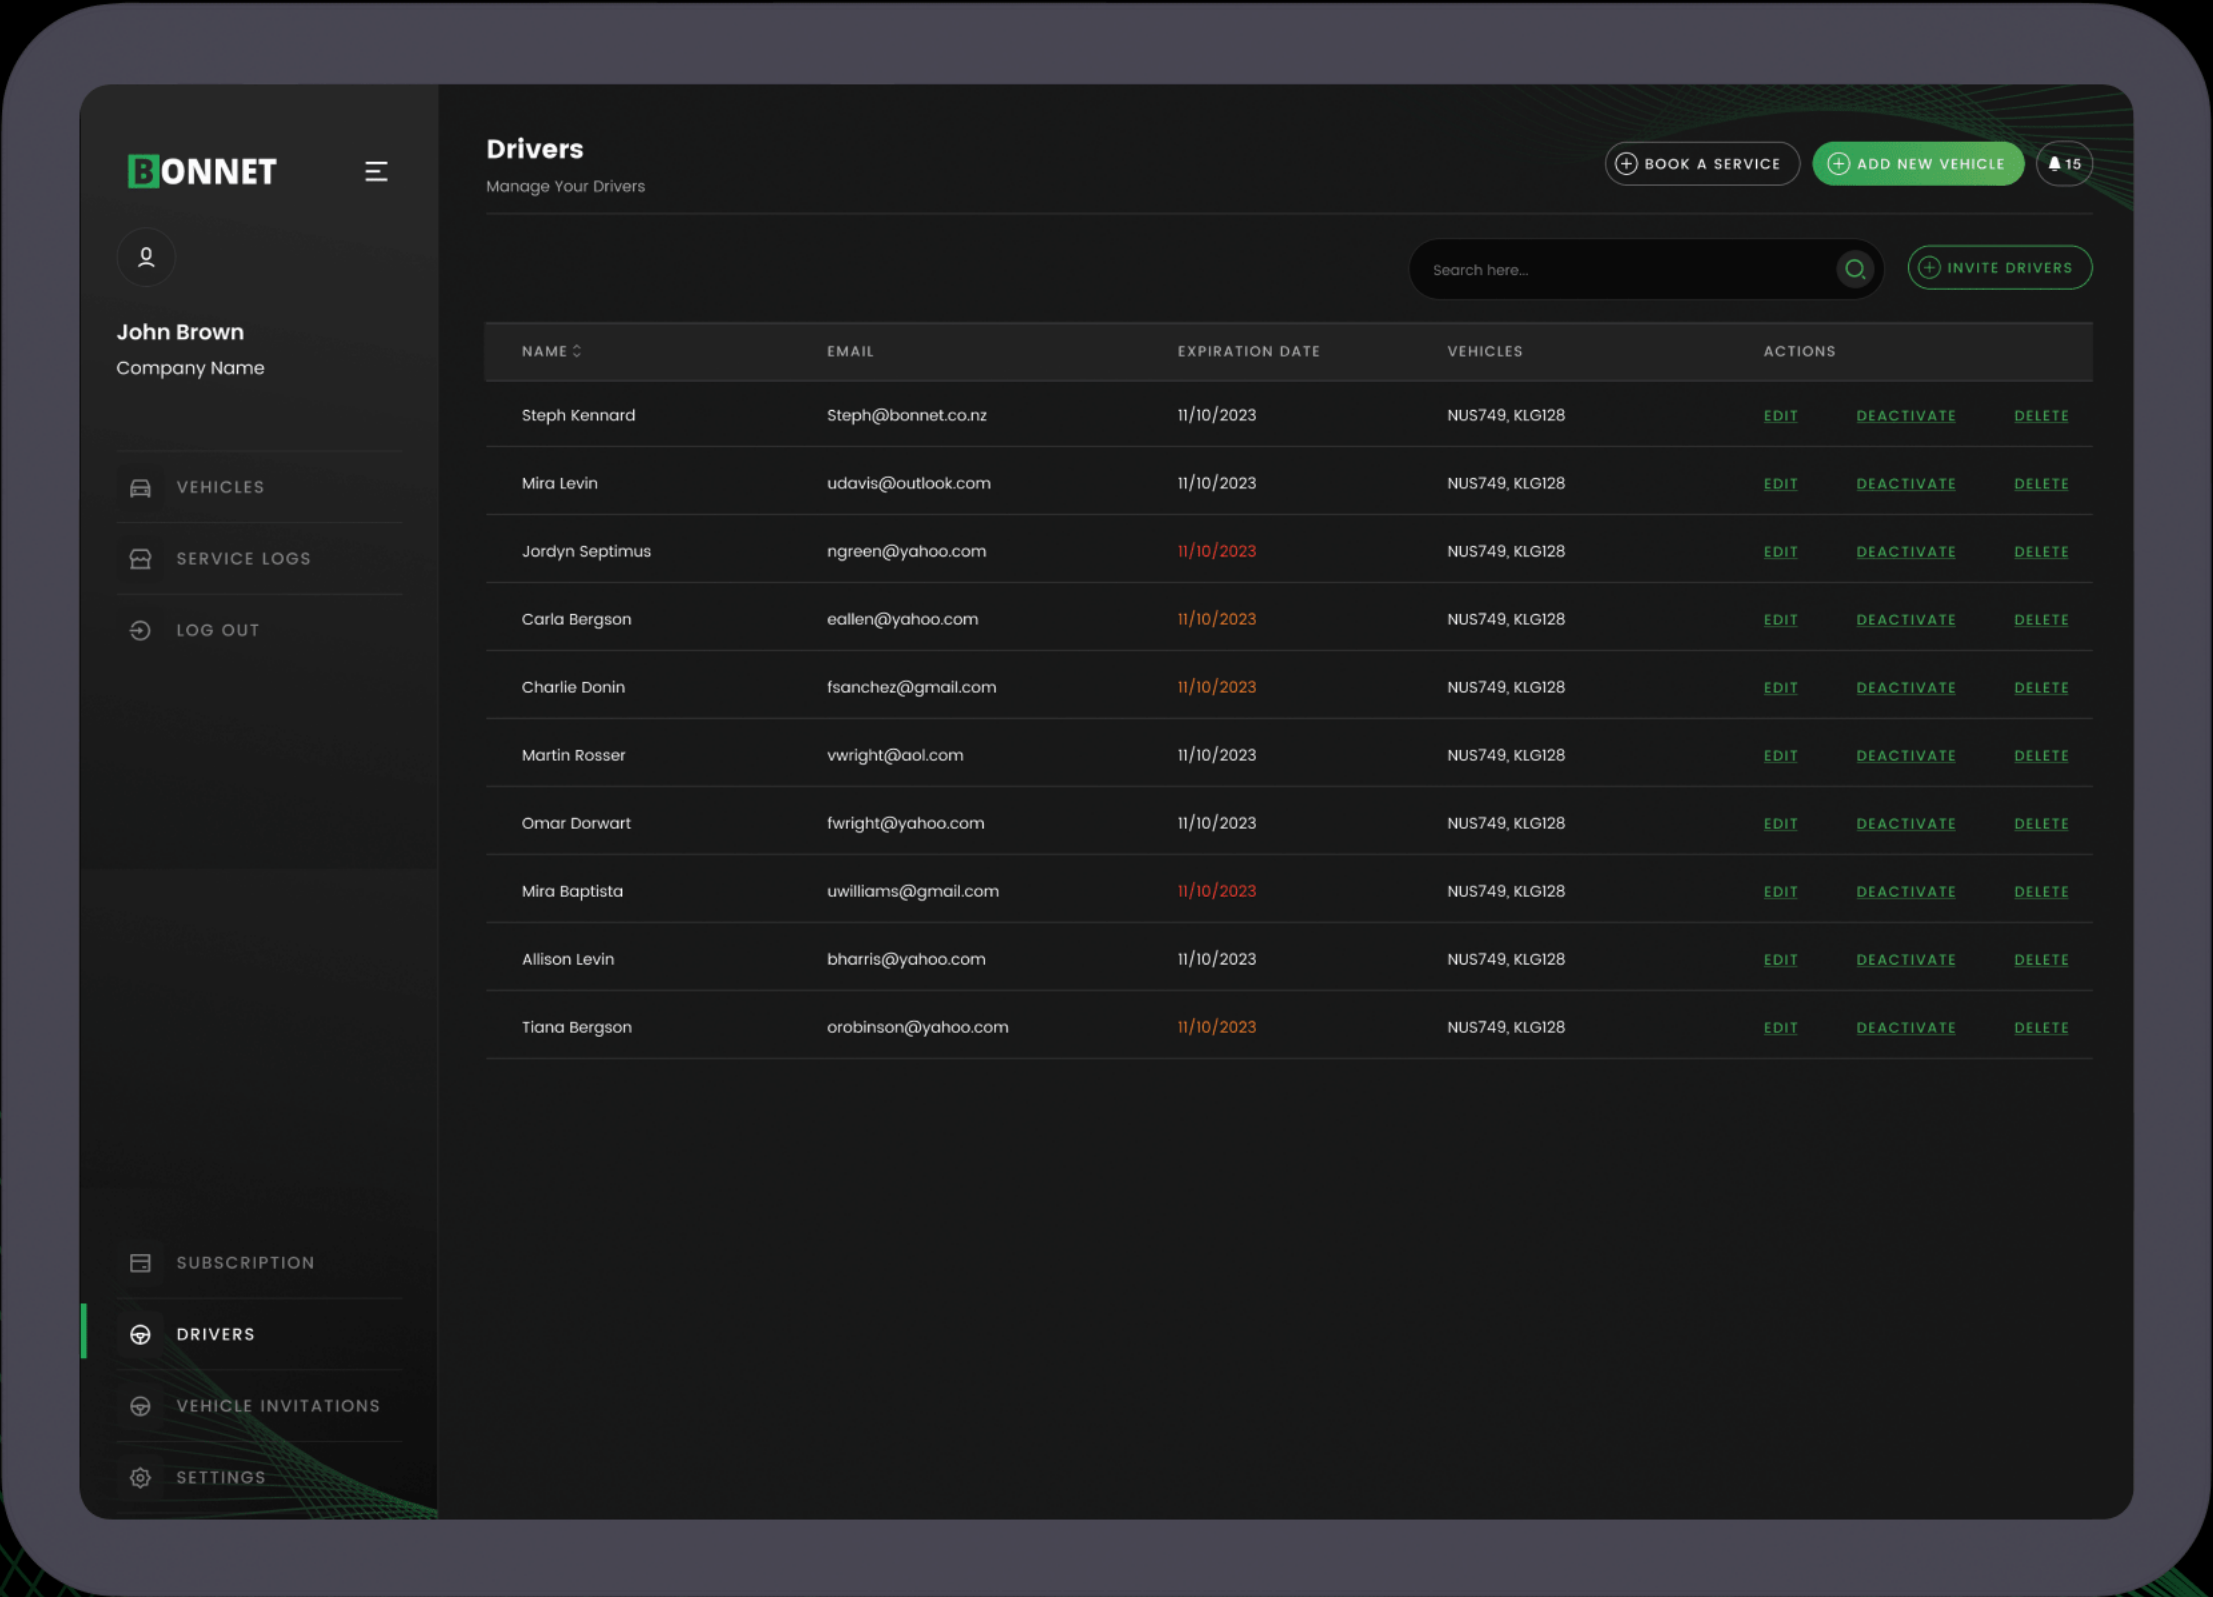 BONNET
John Brown
Company Name
VEHICLES
SERVICE LOGS
LOG OUT
SUBSCRIPTION
DRIVERS
VEHICLE INVITATIONS
SETTINGS
Drivers
Manage Your Drivers
BOOK A SERVICE ADD NEW VEHICLE 15
Search here... INVITE DRIVERS
NAME EMAIL EXPIRATION DATE VEHICLES ACTIONS
Steph Kennard Steph@bonnet.co.nz 11/10/2023 NUS749, KLG128 EDIT DEACTIVATE DELETE
Mira Levin udavis@outlook.com 11/10/2023 NUS749, KLG128 EDIT DEACTIVATE DELETE
Jordyn Septimus ngreen@yahoo.com 11/10/2023 NUS749, KLG128 EDIT DEACTIVATE DELETE
Carla Bergson eallen@yahoo.com 11/10/2023 NUS749, KLG128 EDIT DEACTIVATE DELETE
Charlie Donin fsanchez@gmail.com 11/10/2023 NUS749, KLG128 EDIT DEACTIVATE DELETE
Martin Rosser vwright@aol.com 11/10/2023 NUS749, KLG128 EDIT DEACTIVATE DELETE
Omar Dorwart fwright@yahoo.com 11/10/2023 NUS749, KLG128 EDIT DEACTIVATE DELETE
Mira Baptista uwilliams@gmail.com 11/10/2023 NUS749, KLG128 EDIT DEACTIVATE DELETE
Allison Levin bharris@yahoo.com 11/10/2023 NUS749, KLG128 EDIT DEACTIVATE DELETE
Tiana Bergson orobinson@yahoo.com 11/10/2023 NUS749, KLG128 EDIT DEACTIVATE DELETE